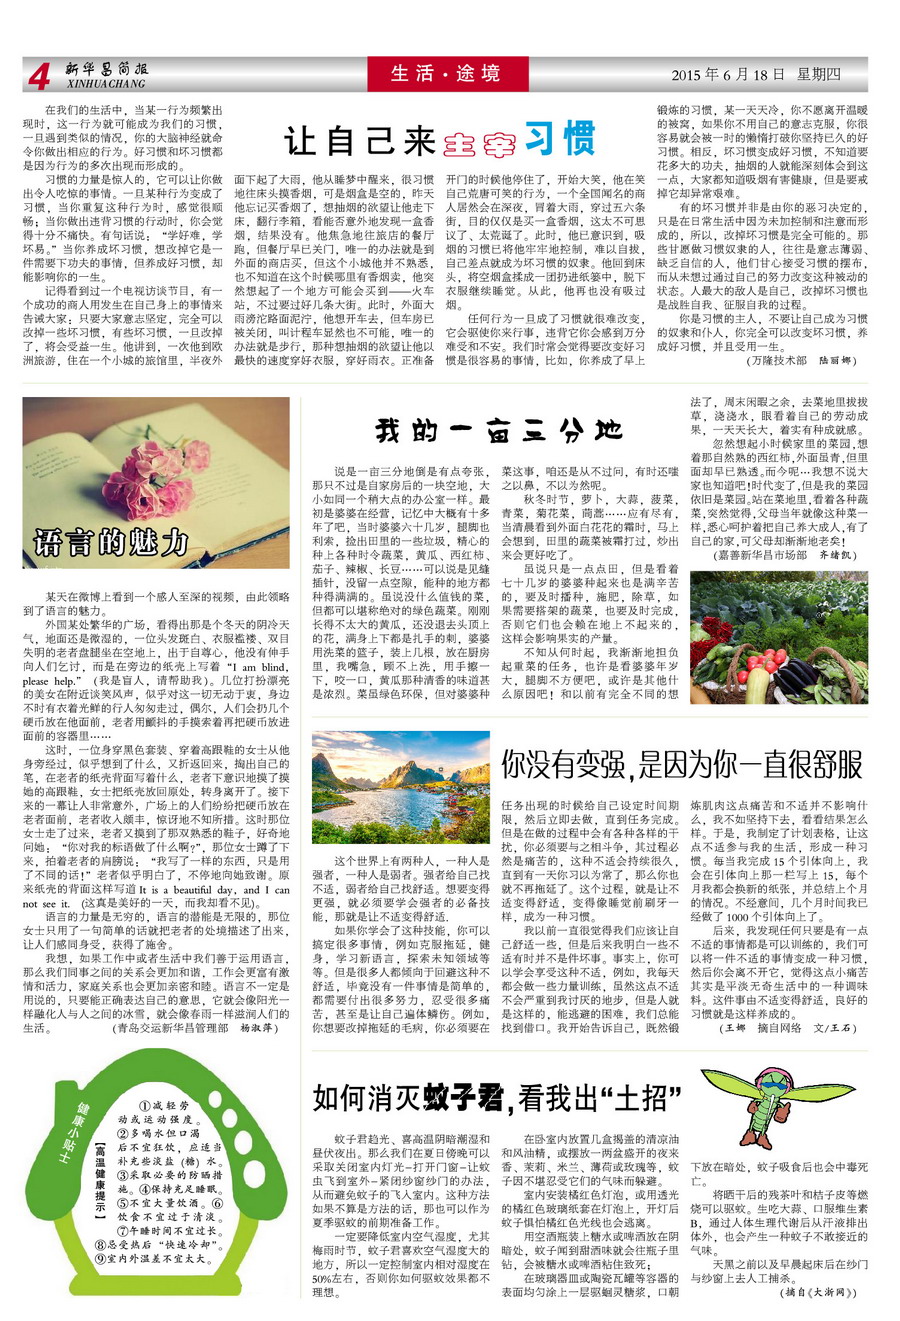 4
新华昌简报
XINHUACHANG
生活·途境
2015 年 6 月 18 日 星期四
让自己来主宰习惯
在我们的生活中，当某一行为频繁出
现时，这一行为就可能成为我们的习惯，
一旦遇到类似的情况，你的大脑神经就命
令你做出相应的行为。好习惯和坏习惯都
是因为行为的多次出现而形成的。
习惯的力量是惊人的，它可以让你做
出令人吃惊的事情。一旦某种行为变成了
习惯，当你重复这种行为时，感觉很顺
畅；当你做出违背习惯的行动时，你会觉
得十分不痛快。有句话说：“学好难，学
坏易。”当你养成坏习惯，想改掉它是一
件需要下功夫的事情，但养成好习惯，却
能影响你的一生。
记得看到过一个电视访谈节目，有一
个成功的商人用发生在自己身上的事情来
告诫大家；只要大家意志坚定，完全可以
改掉一些坏习惯，有些坏习惯，一旦改掉
了，将会受益一生。他讲到，一次他到欧
洲旅游，住在一个小城的旅馆里，半夜外
面下起了大雨，他从睡梦中醒来，很习惯
地往床头摸香烟，可是烟盒是空的，昨天
他忘记买香烟了，想抽烟的欲望让他走下
床，翻行李箱，看能否意外地发现一盒香
烟，结果没有。他焦急地往旅店的餐厅
跑，但餐厅早已关门，唯一的办法就是到
外面的商店买，但这个小城他并不熟悉，
也不知道在这个时候哪里有香烟卖，他突
然想起了一个地方可能会买到——火车
站，不过要过好几条大街。此时，外面大
雨滂沱路面泥泞，他想开车去，但车房已
被关闭，叫计程车显然也不可能，唯一的
办法就是步行，那种想抽烟的欲望让他以
最快的速度穿好衣服，穿好雨衣。正准备
开门的时候他停住了，开始大笑，他在笑
自己荒唐可笑的行为，一个全国闻名的商
人居然会在深夜，冒着大雨，穿过五六条
街，目的仅仅是买一盒香烟，这太不可思
议了、太荒诞了。此时，他已意识到，吸
烟的习惯已将他牢牢地控制，难以自拔，
自己差点就成为坏习惯的奴隶。他回到床
头，将空烟盒揉成一团扔进纸篓中，脱下
衣服继续睡觉。从此，他再也没有吸过
烟。
任何行为一旦成了习惯就很难改变，
它会驱使你来行事，违背它你会感到万分
难受和不安。我们时常会觉得要改变好习
惯是很容易的事情，比如，你养成了早上
锻炼的习惯，某一天天冷，你不愿离开温暖
的被窝，如果你不用自己的意志克服，你很
容易就会被一时的懒惰打破你坚持已久的好
习惯。相反，坏习惯变成好习惯，不知道要
花多大的功夫，抽烟的人就能深刻体会到这
一点，大家都知道吸烟有害健康，但是要戒
掉它却异常艰难。
有的坏习惯并非是由你的恶习决定的，
只是在日常生活中因为未加控制和注意而形
成的，所以，改掉坏习惯是完全可能的。那
些甘愿做习惯奴隶的人，往往是意志薄弱、
缺乏自信的人，他们甘心接受习惯的摆布，
而从未想过通过自己的努力改变这种被动的
状态。人最大的敌人是自己，改掉坏习惯也
是战胜自我、征服自我的过程。
你是习惯的主人，不要让自己成为习惯
的奴隶和仆人，你完全可以改变坏习惯，养
成好习惯，并且受用一生。
（万隆技术部 陆丽娜）
语言的魅力
某天在微博上看到一个感人至深的视频，由此领略
到了语言的魅力。
外国某处繁华的广场，看得出那是个冬天的阴冷天
气，地面还是微湿的，一位头发斑白、衣服褴褛、双目
失明的老者盘腿坐在空地上，出于自尊心，他没有伸手
向人们乞讨，而是在旁边的纸壳上写着“I am blind,
please help.”（我是盲人，请帮助我）。几位打扮漂亮
的美女在附近谈笑风声，似乎对这一切无动于衷，身边
不时有衣着光鲜的行人匆匆走过，偶尔，人们会扔几个
硬币放在他面前，老者用颤抖的手摸索着再把硬币放进
面前的容器里……
这时，一位身穿黑色套装、穿着高跟鞋的女士从他
身旁经过，似乎想到了什么，又折返回来，掏出自己的
笔，在老者的纸壳背面写着什么，老者下意识地摸了摸
她的高跟鞋，女士把纸壳放回原处，转身离开了。接下
来的一幕让人非常意外，广场上的人们纷纷把硬币放在
老者面前，老者收入颇丰，惊讶地不知所措。这时那位
女士走了过来，老者又摸到了那双熟悉的鞋子，好奇地
问她；“你对我的标语做了什么啊?”，那位女士蹲了下
来，拍着老者的肩膀说；“我写了一样的东西，只是用
了不同的话！”老者似乎明白了，不停地向她致谢。原
来纸壳的背面这样写道 It is a beautiful day, and I can
not see it. (这真是美好的一天，而我却看不见)。
语言的力量是无穷的，语言的潜能是无限的，那位
女士只用了一句简单的话就把老者的处境描述了出来，
让人们感同身受，获得了施舍。
我想，如果工作中或者生活中我们善于运用语言，
那么我们同事之间的关系会更加和谐，工作会更富有激
情和活力，家庭关系也会更加亲密和睦。语言不一定是
用说的，只要能正确表达自己的意思，它就会像阳光一
样融化人与人之间的冰雪，就会像春雨一样滋润人们的
生活。 （青岛交运新华昌管理部 杨淑萍）
我的一亩三分地
说是一亩三分地倒是有点夸张，
那只不过是自家房后的一块空地，大
小如同一个稍大点的办公室一样。最
初是婆婆在经营，记忆中大概有十多
年了吧，当时婆婆六十几岁，腿脚也
利索，捡出田里的一些垃圾，精心的
种上各种时令蔬菜，黄瓜、西红柿、
茄子、辣椒、长豆……可以说是见缝
插针，没留一点空隙，能种的地方都
种得满满的。虽说没什么值钱的菜，
但都可以堪称绝对的绿色蔬菜。刚刚
长得不太大的黄瓜，还没退去头顶上
的花，满身上下都是扎手的刺，婆婆
用洗菜的篮子，装上几根，放在厨房
里，我嘴急，顾不上洗，用手擦一
下，咬一口，黄瓜那种清香的味道甚
是浓烈。菜虽绿色环保，但对婆婆种
菜这事，咱还是从不过问，有时还嗤
之以鼻，不以为然呢。
秋冬时节，萝卜，大蒜，菠菜，
青菜，菊花菜，茼蒿……应有尽有，
当清晨看到外面白花花的霜时，马上
会想到，田里的蔬菜被霜打过，炒出
来会更好吃了。
虽说只是一点点田，但是看着
七十几岁的婆婆种起来也是满辛苦
的，要及时播种，施肥，除草，如
果需要搭架的蔬菜，也要及时完成，
否则它们也会赖在地上不起来的，
这样会影响果实的产量。
不知从何时起，我渐渐地担负
起重菜的任务，也许是看婆婆年岁
大，腿脚不方便吧，或许是其他什
么原因吧！和以前有完全不同的想
法了，周末闲暇之余，去菜地里拔拔
草，浇浇水，眼看着自己的劳动成
果，一天天长大，着实有种成就感。
忽然想起小时候家里的菜园,想
着那自然熟的西红柿,外面虽青,但里
面却早已熟透。而今呢…我想不说大
家也知道吧!时代变了,但是我的菜园
依旧是菜园。站在菜地里,看着各种蔬
菜,突然觉得,父母当年就像这种菜一
样,悉心呵护着把自己养大成人,有了
自己的家,可父母却渐渐地老矣!
（嘉善新华昌市场部 齐绪凯）
你没有变强，是因为你一直很舒服
这个世界上有两种人，一种人是
强者，一种人是弱者。强者给自己找
不适，弱者给自己找舒适。想要变得
更强，就必须要学会强者的必备技
能，那就是让不适变得舒适.
如果你学会了这种技能，你可以
搞定很多事情，例如克服拖延，健
身，学习新语言，探索未知领域等
等。但是很多人都倾向于回避这种不
舒适，毕竟没有一件事情是简单的，
都需要付出很多努力，忍受很多痛
苦，甚至是让自己遍体鳞伤。例如，
你想要改掉拖延的毛病，你必须要在
任务出现的时候给自己设定时间期
限，然后立即去做，直到任务完成。
但是在做的过程中会有各种各样的干
扰，你必须要与之相斗争，其过程必
然是痛苦的，这种不适会持续很久，
直到有一天你习以为常了，那么你也
就不再拖延了。这个过程，就是让不
适变得舒适，变得像睡觉前刷牙一
样，成为一种习惯。
我以前一直很觉得我们应该让自
己舒适一些，但是后来我明白一些不
适有时并不是件坏事。事实上，你可
以学会享受这种不适，例如，我每天
都会做一些力量训练，虽然这点不适
不会严重到我讨厌的地步，但是人就
是这样的，能逃避的困难，我们总能
找到借口。我开始告诉自己，既然锻
炼肌肉这点痛苦和不适并不影响什
么，我不如坚持下去，看看结果怎么
样。于是，我制定了计划表格，让这
点不适参与我的生活，形成一种习
惯。每当我完成 15 个引体向上，我
会在引体向上那一栏写上 15，每个
月我都会换新的纸张，并总结上个月
的情况。不经意间，几个月时间我已
经做了 1000 个引体向上了。
后来，我发现任何只要是有一点
不适的事情都是可以训练的，我们可
以将一件不适的事情变成一种习惯，
然后你会离不开它，觉得这点小痛苦
其实是平淡无奇生活中的一种调味
料。这件事由不适变得舒适，良好的
习惯就是这样养成的。
（王娜 摘自网络 文/王石）
健康小贴士
【高温健康提示】
①减轻劳
动或运动强度。
②多喝水但口渴
后不宜狂饮，应适当
补充些淡盐（糖）水。
③采取必要的防晒措
施。④保持充足睡眠。
⑤不宜大量饮酒。⑥
饮食不宜过于清淡。
⑦午睡时间不宜过长。
⑧忌受热后“快速冷却”。
⑨室内外温差不宜太大。
如何消灭蚊子君，看我出“土招”
蚊子君趋光、喜高温阴暗潮湿和
昼伏夜出。那么我们在夏日傍晚可以
采取关闭室内灯光—打开门窗—让蚊
虫飞到室外—紧闭纱窗纱门的办法，
从而避免蚊子的飞入室内。这种方法
如果不算是方法的话，那也可以作为
夏季驱蚊的前期准备工作。
一定要降低室内空气湿度，尤其
梅雨时节，蚊子君喜欢空气湿度大的
地方，所以一定控制室内相对湿度在
50%左右，否则你如何驱蚊效果都不
理想。
在卧室内放置几盒揭盖的清凉油
和风油精，或摆放一两盆盛开的夜来
香、茉莉、米兰、薄荷或玫瑰等，蚊
子因不堪忍受它们的气味而躲避。
室内安装橘红色灯泡，或用透光
的橘红色玻璃纸套在灯泡上，开灯后
蚊子惧怕橘红色光线也会逃离。
用空酒瓶装上糖水或啤酒放在阴
暗处，蚊子闻到甜酒味就会往瓶子里
钻，会被糖水或啤酒粘住致死；
在玻璃器皿或陶瓷瓦罐等容器的
表面均匀涂上一层驱蛔灵糖浆，口朝
下放在暗处，蚊子吸食后也会中毒死
亡。
将晒干后的残茶叶和桔子皮等燃
烧可以驱蚊。生吃大蒜、口服维生素
B，通过人体生理代谢后从汗液排出
体外，也会产生一种蚊子不敢接近的
气味。
天黑之前以及早晨起床后在纱门
与纱窗上去人工捕杀。
（摘自《大浙网》）